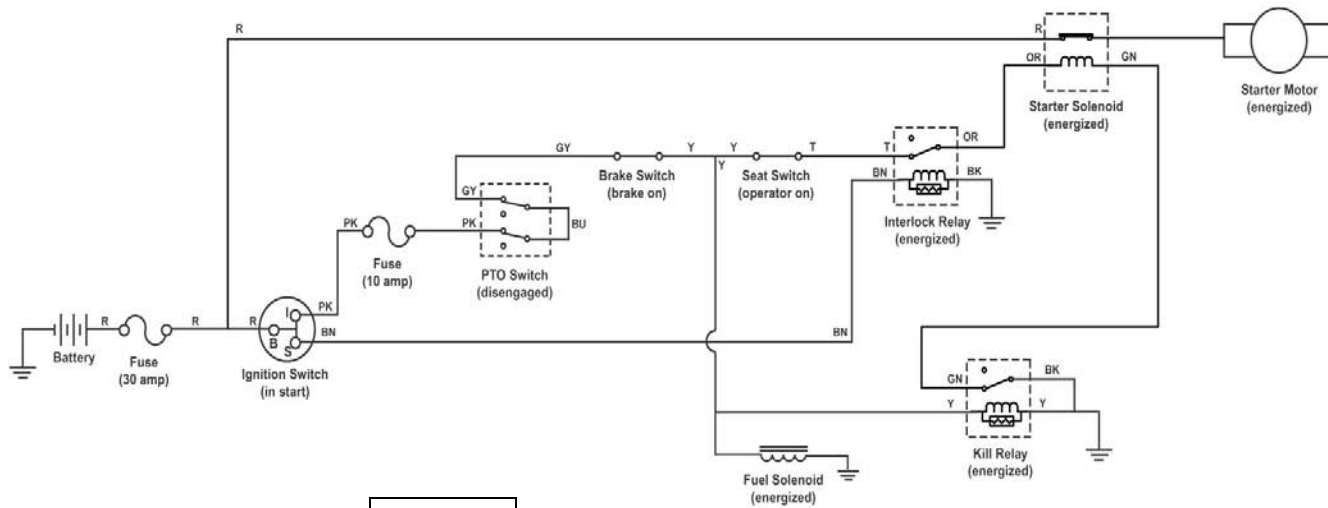 R
R
OR
GN
Starter Solenoid
(energized)
Starter Motor
(energized)
GY
Y
Y
Y
T
T
OR
Brake Switch
(brake on)
Seat Switch
(operator on)
BN
BK
Interlock Relay
(energized)
GY
BU
PK
PK
Fuse
(10 amp)
PTO Switch
(disengaged)
Battery
R
R
Fuse
(30 amp)
R
B
I
S
PK
BN
BN
Ignition Switch
(in start)
GN
BK
Y
Y
Kill Relay
(energized)
Fuel Solenoid
(energized)